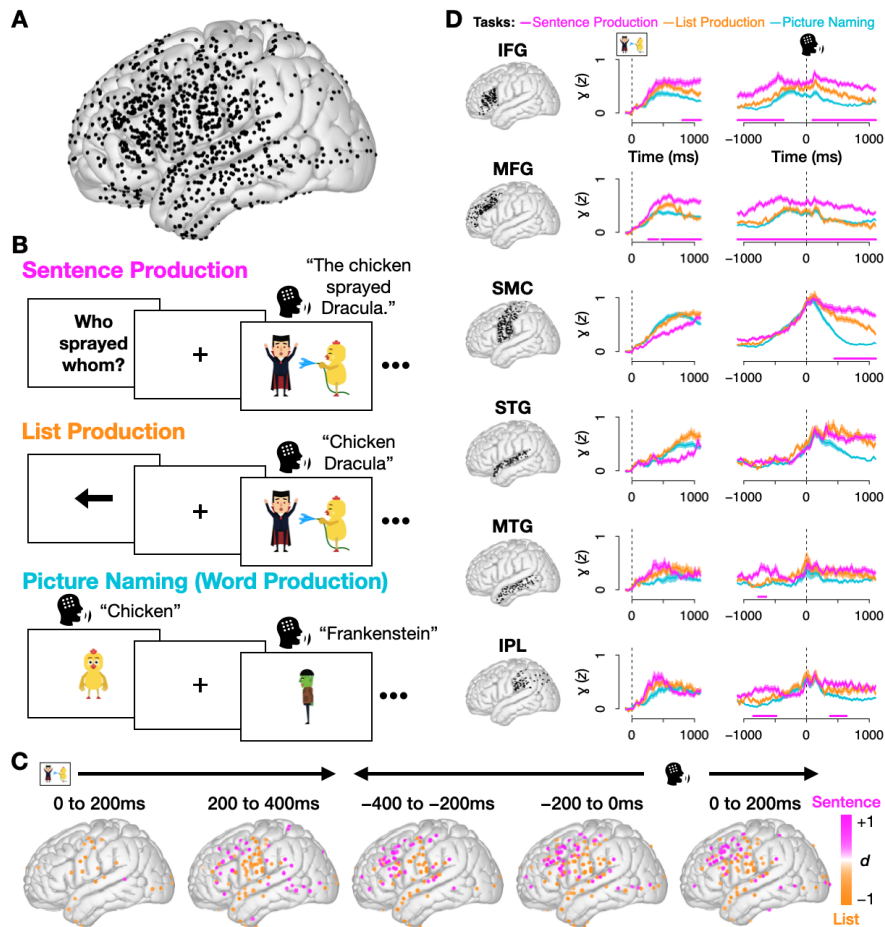 A
B
Sentence Production
Who
sprayed
whom?
+
“The chicken
sprayed
Dracula.”
•••
List Production
+
“Chicken
Dracula”
•••
Picture Naming (Word Production)
“Chicken”
+
“Frankenstein”
•••
D
Tasks: Sentence Production List Production Picture Naming
IFG
γ (z)
1
0
0 1000
−1000 0 1000
Time (ms) Time (ms)
MFG
γ (z)
1
0
0 1000
−1000 0 1000
SMC
γ (z)
1
0
0 1000
−1000 0 1000
STG
γ (z)
1
0
0 1000
−1000 0 1000
MTG
γ (z)
1
0
0 1000
−1000 0 1000
IPL
γ (z)
1
0
0 1000
−1000 0 1000
C
0 to 200ms 200 to 400ms −400 to −200ms −200 to 0ms 0 to 200ms
Sentence
+1
d
−1
List